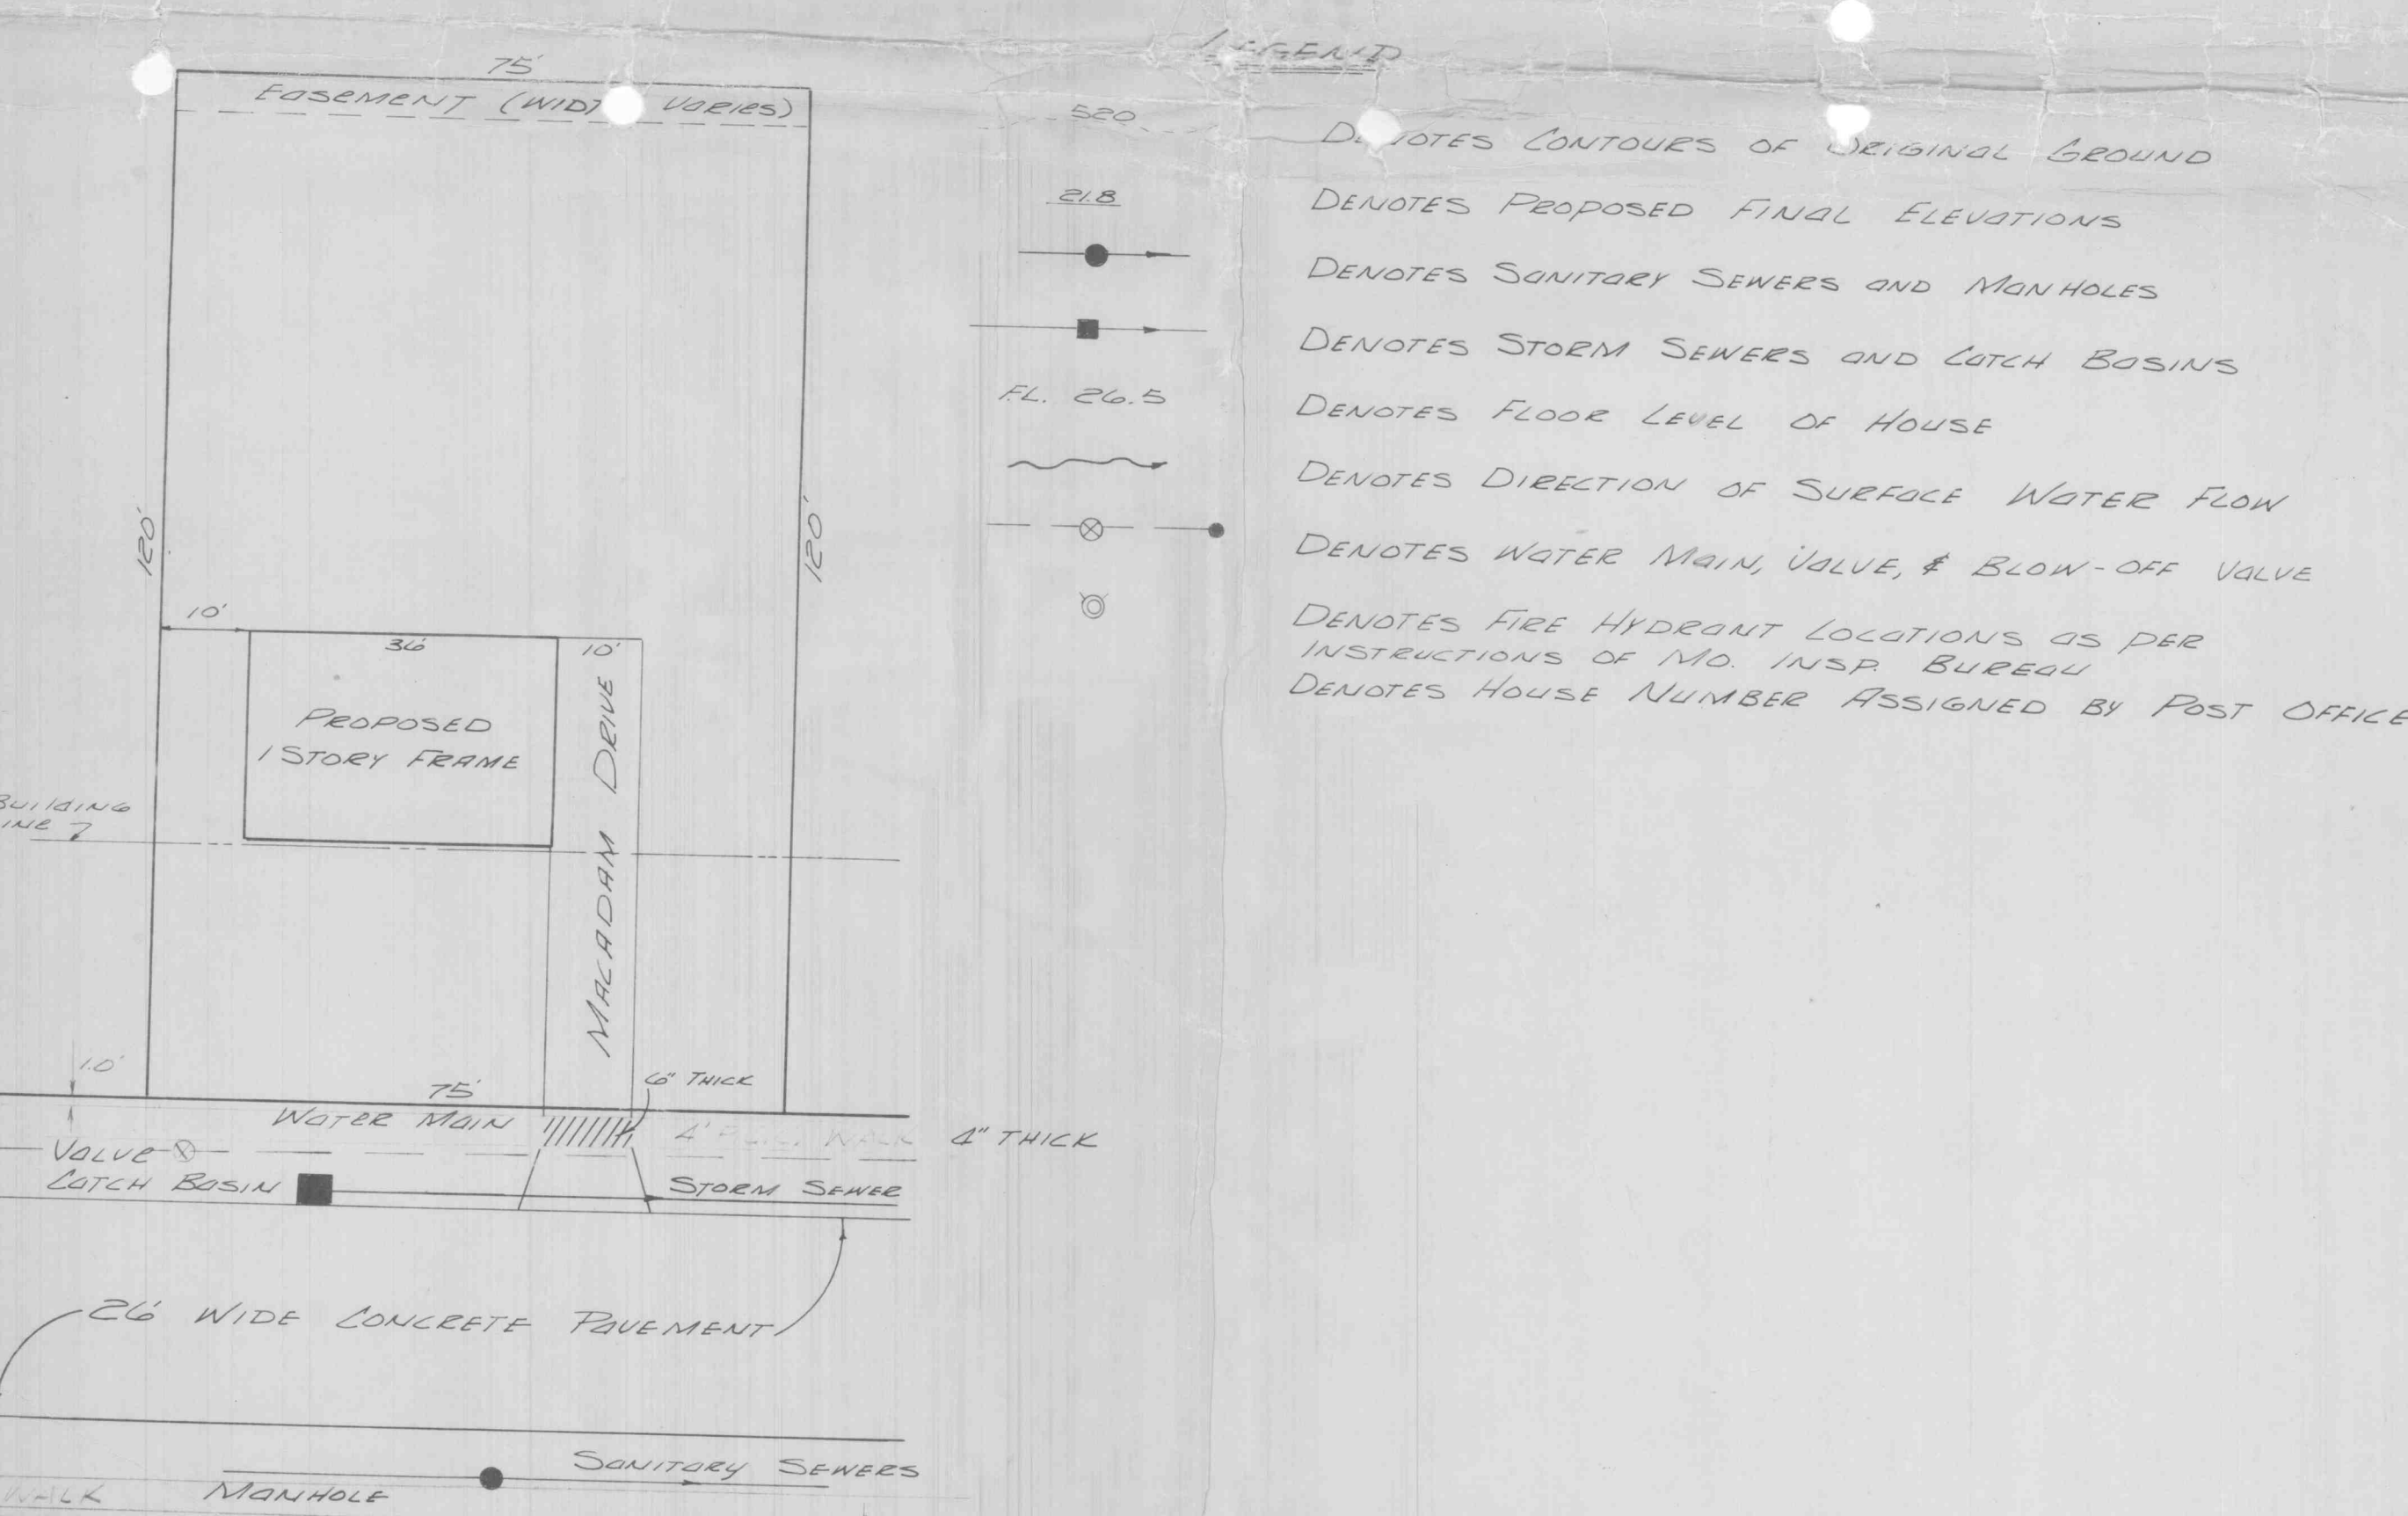 75'
EASEMENT (WIDT VARIES)
120'
120'
10'
36'
10'
PROPOSED
1 STORY FRAME
MACADAM DRIVE
BUILDING
INE
1.0'
75'
6" THICK
WATER MAIN
4' WALK
4" THICK
VALVE
CATCH BASIN
STORM SEWER
26' WIDE CONCRETE PAVEMENT
SANITARY SEWERS
MANHOLE
WALK
LEGEND
520 DENOTES CONTOURS OF ORIGINAL GROUND
21.8 DENOTES PROPOSED FINAL ELEVATIONS
DENOTES SANITARY SEWERS AND MANHOLES
DENOTES STORM SEWERS AND CATCH BASINS
F.L. 26.5 DENOTES FLOOR LEVEL OF HOUSE
DENOTES DIRECTION OF SURFACE WATER FLOW
DENOTES WATER MAIN, VALVE, & BLOW-OFF VALVE
DENOTES FIRE HYDRANT LOCATIONS AS PER
INSTRUCTIONS OF MO. INSP. BUREAU
DENOTES HOUSE NUMBER ASSIGNED BY POST OFFICE